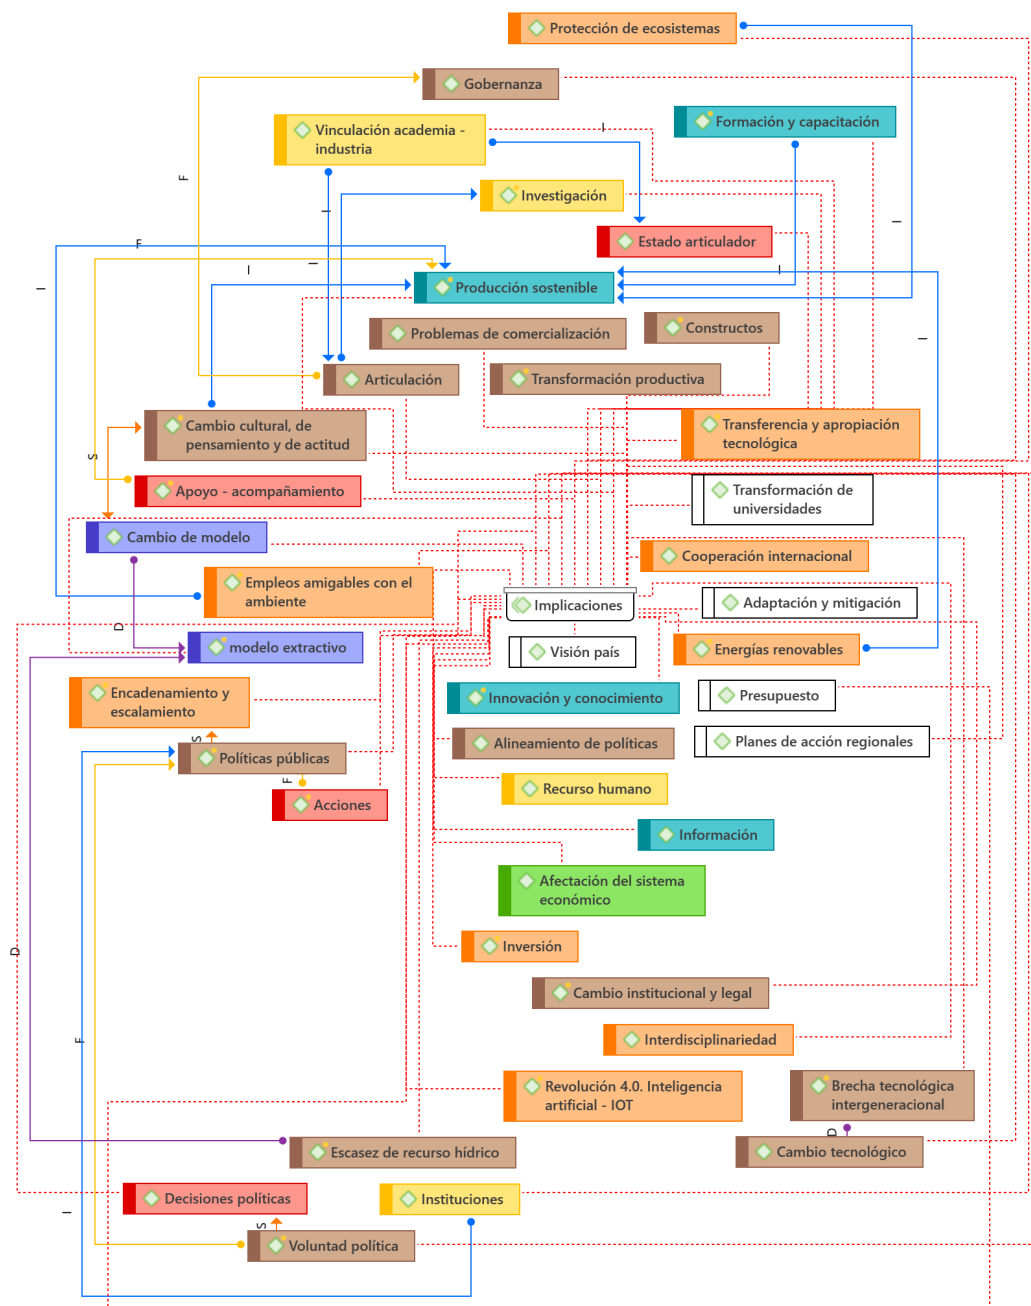 Protección de ecosistemas
Gobernanza
Formación y capacitación
Vinculación academia -
industria
I
F
Investigación
I
I
Estado articulador
F
I
I
I
I
Producción sostenible
Problemas de comercialización
Constructos
I
Articulación
Transformación productiva
Cambio cultural, de
pensamiento y de actitud
Transferencia y apropiación
tecnológica
S
Apoyo - acompañamiento
Transformación de
universidades
Cambio de modelo
Cooperación internacional
Empleos amigables con el
ambiente
Implicaciones
Adaptación y mitigación
D
modelo extractivo
Visión país
Energías renovables
Encadenamiento y
escalamiento
Innovación y conocimiento
Presupuesto
S
Políticas públicas
Alineamiento de políticas
Planes de acción regionales
F
Acciones
Recurso humano
Información
Afectación del sistema
económico
D
Inversión
Cambio institucional y legal
F
Interdisciplinariedad
Revolución 4.0. Inteligencia
artificial - IOT
Brecha tecnológica
intergeneracional
D
Escasez de recurso hídrico
Cambio tecnológico
Decisiones políticas
Instituciones
I
S
Voluntad política